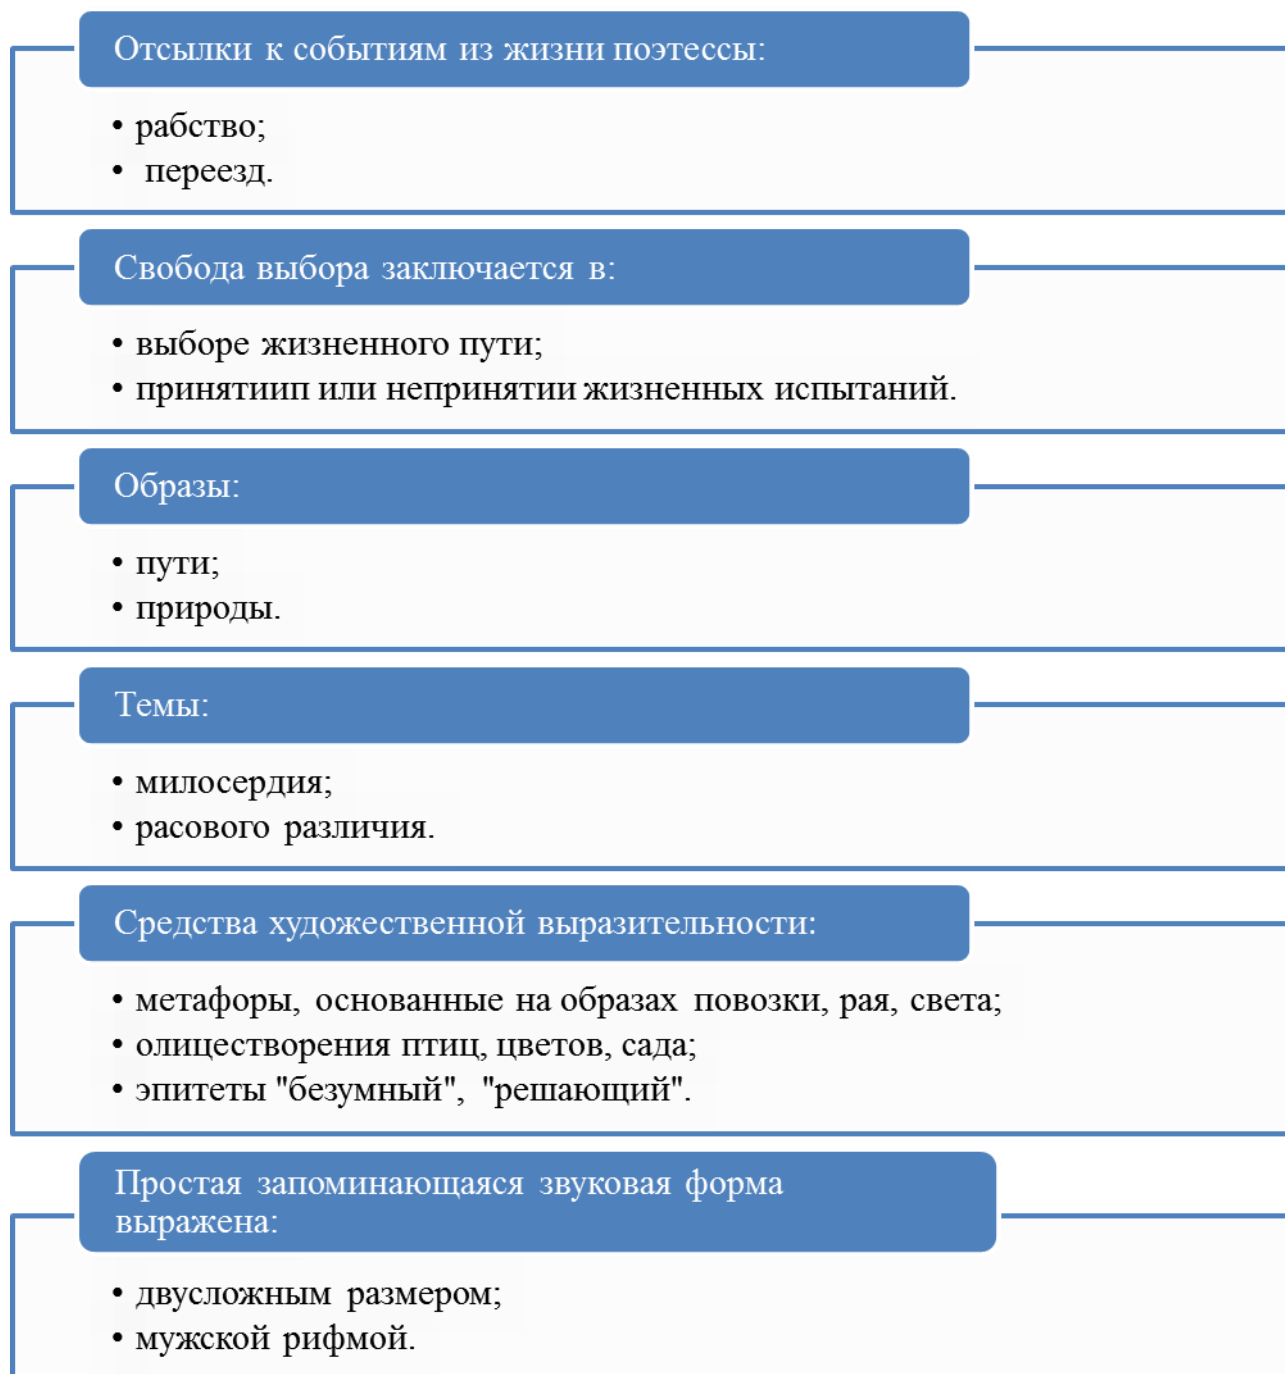 Отсылки к событиям из жизни поэтессы:
• рабство;
• переезд.
Свобода выбора заключается в:
• выборе жизненного пути;
• принятиип или непринятии жизненных испытаний.
Образы:
• пути;
• природы.
Темы:
• милосердия;
• расового различия.
Средства художественной выразительности:
• метафоры, основанные на образах повозки, рая, света;
• олицестворения птиц, цветов, сада;
• эпитеты "безумный", "решающий".
Простая запоминающаяся звуковая форма
выражена:
• двусложным размером;
• мужской рифмой.